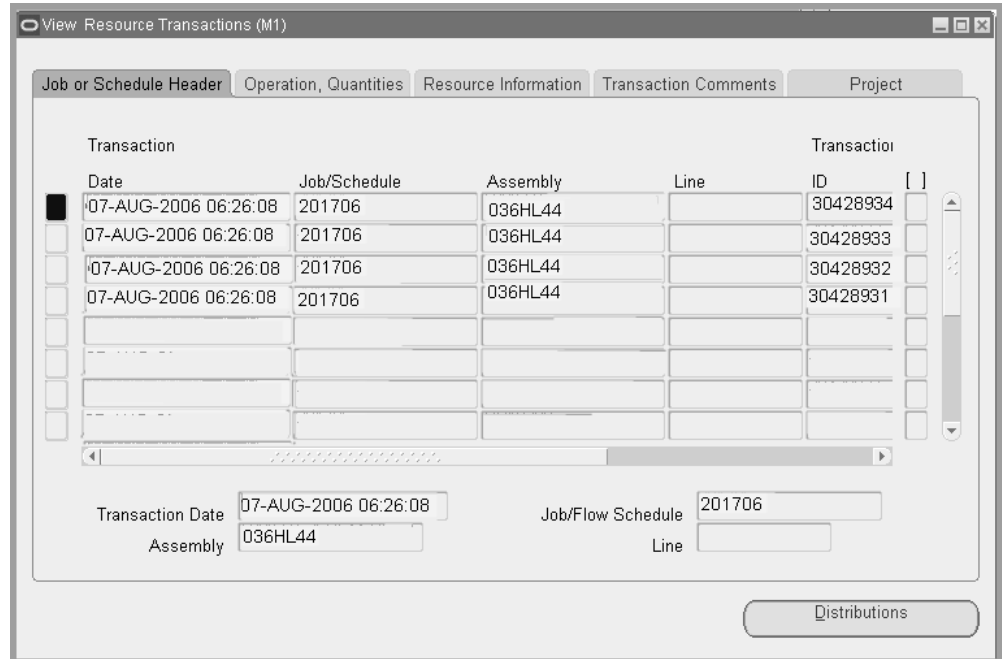 View Resource Transactions (M1)
Job or Schedule Header Operation, Quantities Resource Information Transaction Comments Project
Transaction Transaction
Date Job/Schedule Assembly Line ID [ ]
07-AUG-2006 06:26:08 201706 036HL44 30428934
07-AUG-2006 06:26:08 201706 036HL44 30428933
07-AUG-2006 06:26:08 201706 036HL44 30428932
07-AUG-2006 06:26:08 201706 036HL44 30428931
Transaction Date 07-AUG-2006 06:26:08 Job/Flow Schedule 201706
Assembly 036HL44 Line
Distributions